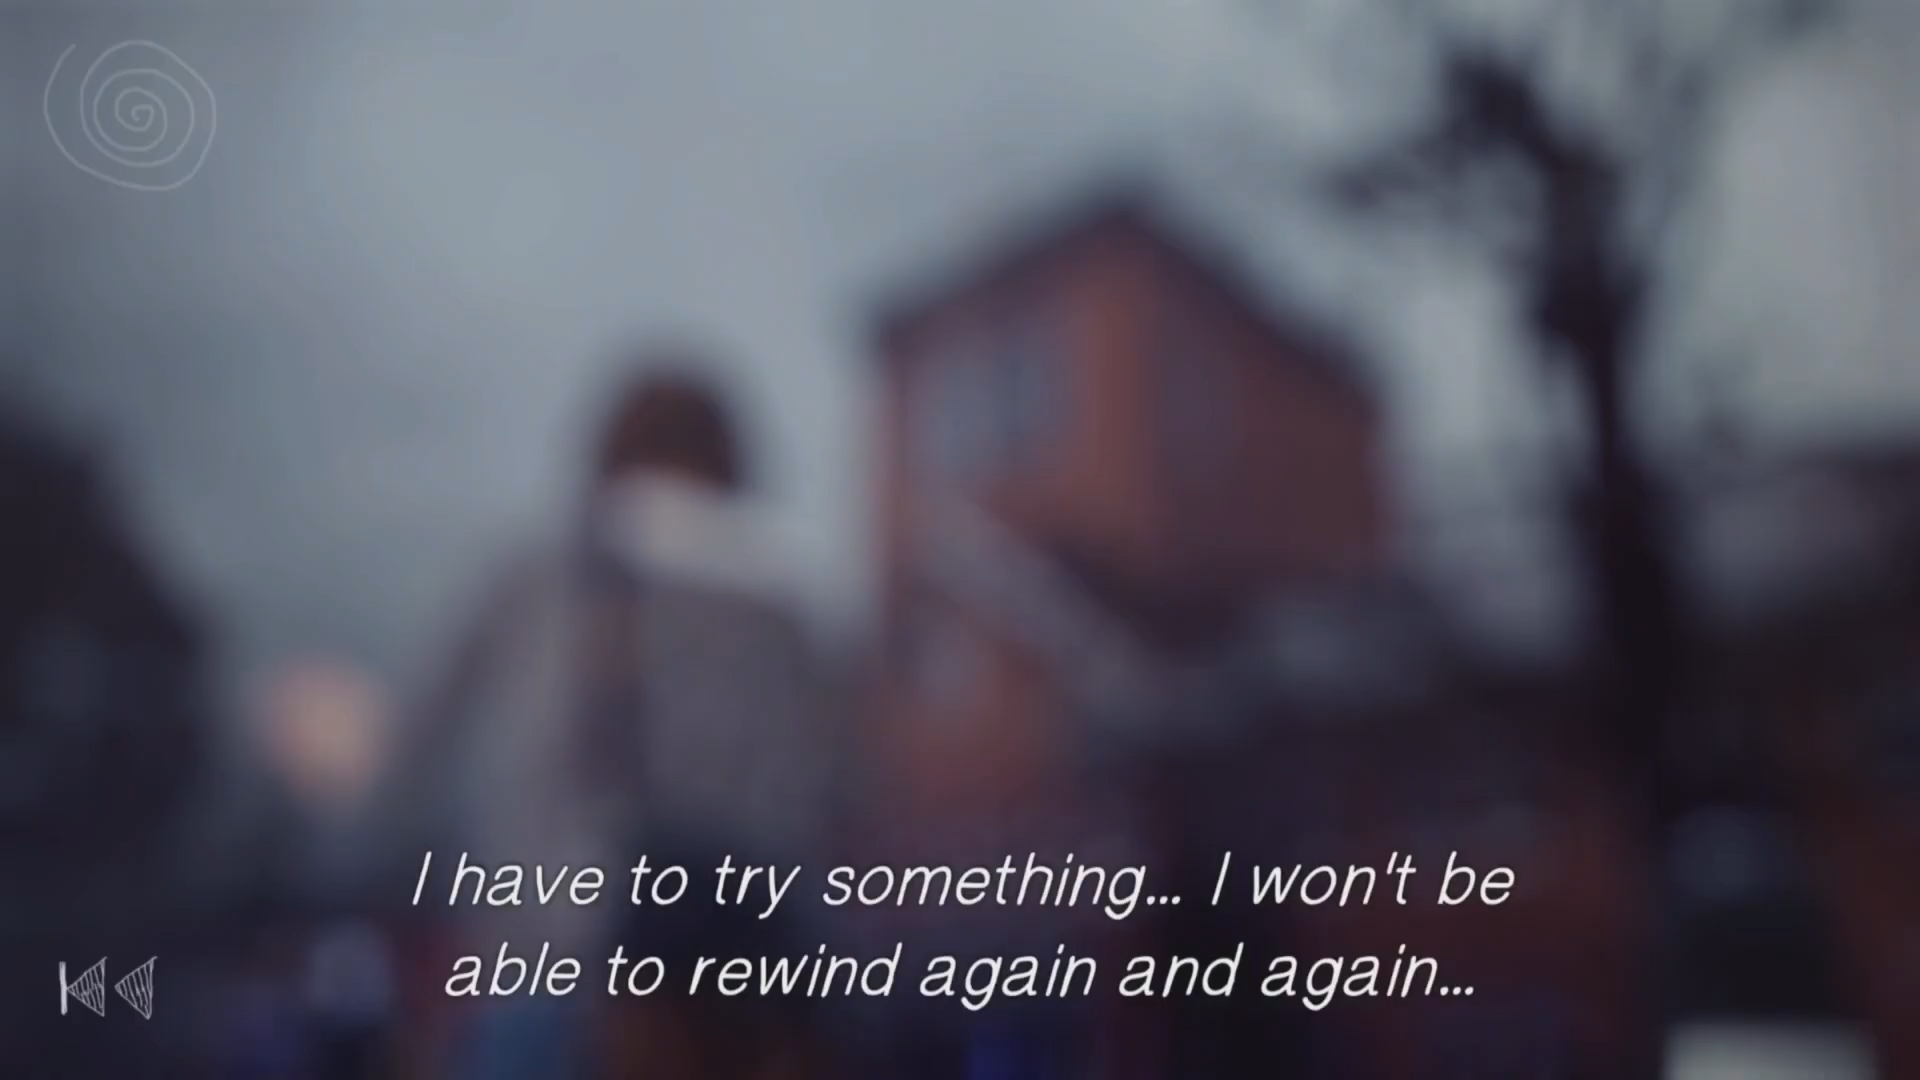 I have to try something... I won't be
able to rewind again and again...